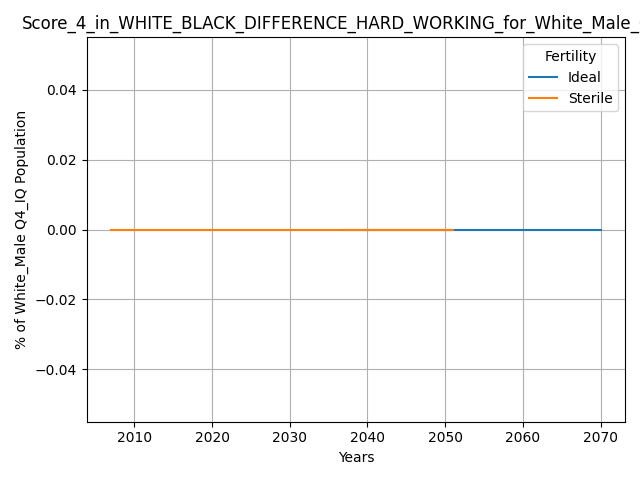 Score_4_in_WHITE_BLACK_DIFFERENCE_HARD_WORKING_for_White_Male_
Fertility
Ideal
Sterile
0.04
0.02
0.00
−0.02
−0.04
% of White_Male Q4_IQ Population
2010 2020 2030 2040 2050 2060 2070
Years